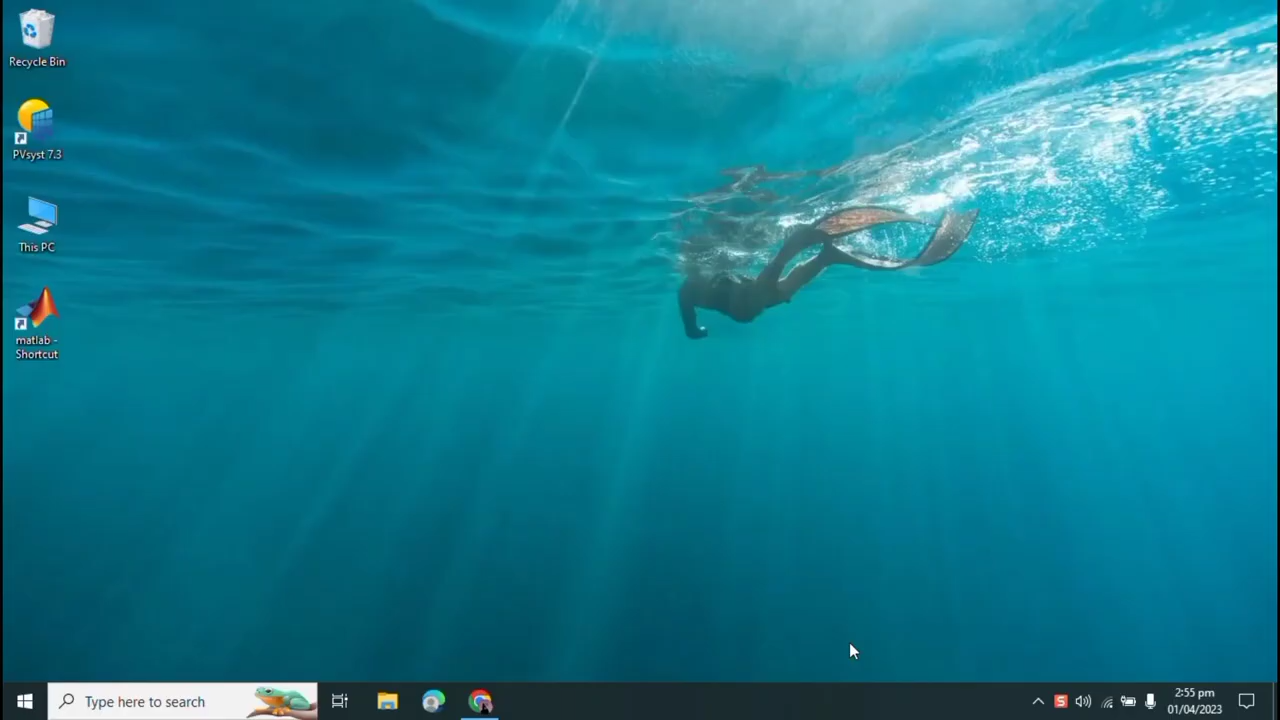 Recycle Bin
PVsyst 7.3
This PC
matlab -
Shortcut
Type here to search
2:55 pm
01/04/2023